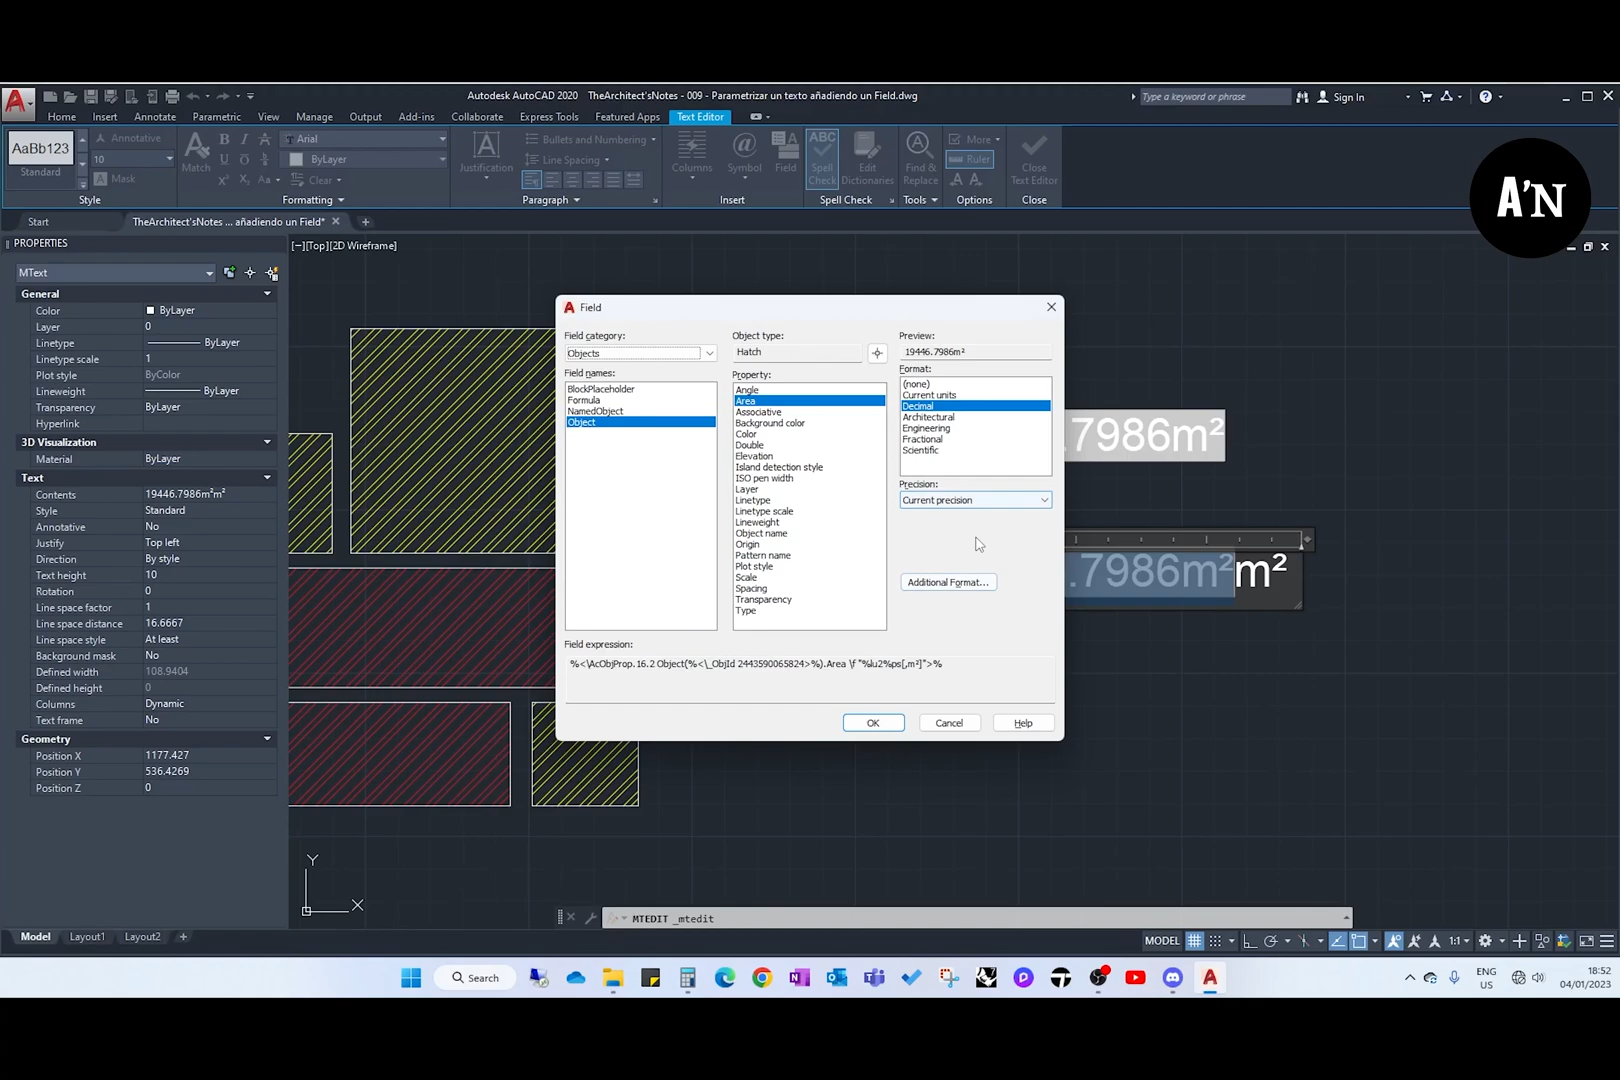 Autodesk AutoCAD 2020 TheArchitect'sNotes - 009 - Parametrizar un texto añadiendo un Field.dwg
Type a keyword or phrase
Sign In
Home Insert Annotate Parametric View Manage Output Add-ins Collaborate Express Tools Featured Apps Text Editor
AaBb123
Standard
Annotative
10
Mask
Style
Match
Arial
ByLayer
Clear
Formatting
Justification
Bullets and Numbering
Line Spacing
Paragraph
Columns
Symbol
Field
Insert
ABC
Spell Check
Edit Dictionaries
Spell Check
Find & Replace
Tools
More
Ruler
Options
Close Text Editor
Close
A'N
Start
TheArchitect'sNotes ... añadiendo un Field*
PROPERTIES
[−][Top][2D Wireframe]
MText
General
Color ByLayer
Layer 0
Linetype ByLayer
Linetype scale 1
Plot style ByColor
Lineweight ByLayer
Transparency ByLayer
Hyperlink
3D Visualization
Material ByLayer
Text
Contents 19446.7986m²m²
Style Standard
Annotative No
Justify Top left
Direction By style
Text height 10
Rotation 0
Line space factor 1
Line space distance 16.6667
Line space style At least
Background mask No
Defined width 108.9404
Defined height 0
Columns Dynamic
Text frame No
Geometry
Position X 1177.427
Position Y 536.4269
Position Z 0
Field
Field category:
Objects
Field names:
BlockPlaceholder
Formula
NamedObject
Object
Object type:
Hatch
Property:
Angle
Area
Associative
Background color
Color
Double
Elevation
Island detection style
ISO pen width
Layer
Linetype
Linetype scale
Lineweight
Object name
Origin
Pattern name
Plot style
Scale
Spacing
Transparency
Type
Preview:
19446.7986m²
Format:
(none)
Current units
Decimal
Architectural
Engineering
Fractional
Scientific
Precision:
Current precision
Additional Format...
Field expression:
%<\AcObjProp.16.2 Object(%<\_ObjId 2443590065824>%).Area \f "%lu2%ps[,m²]">%
OK Cancel Help
.7986m²
.7986m²m²
Y
X
MTEDIT _mtedit
Model Layout1 Layout2
MODEL
1:1
Search
ENG
US
18:52
04/01/2023